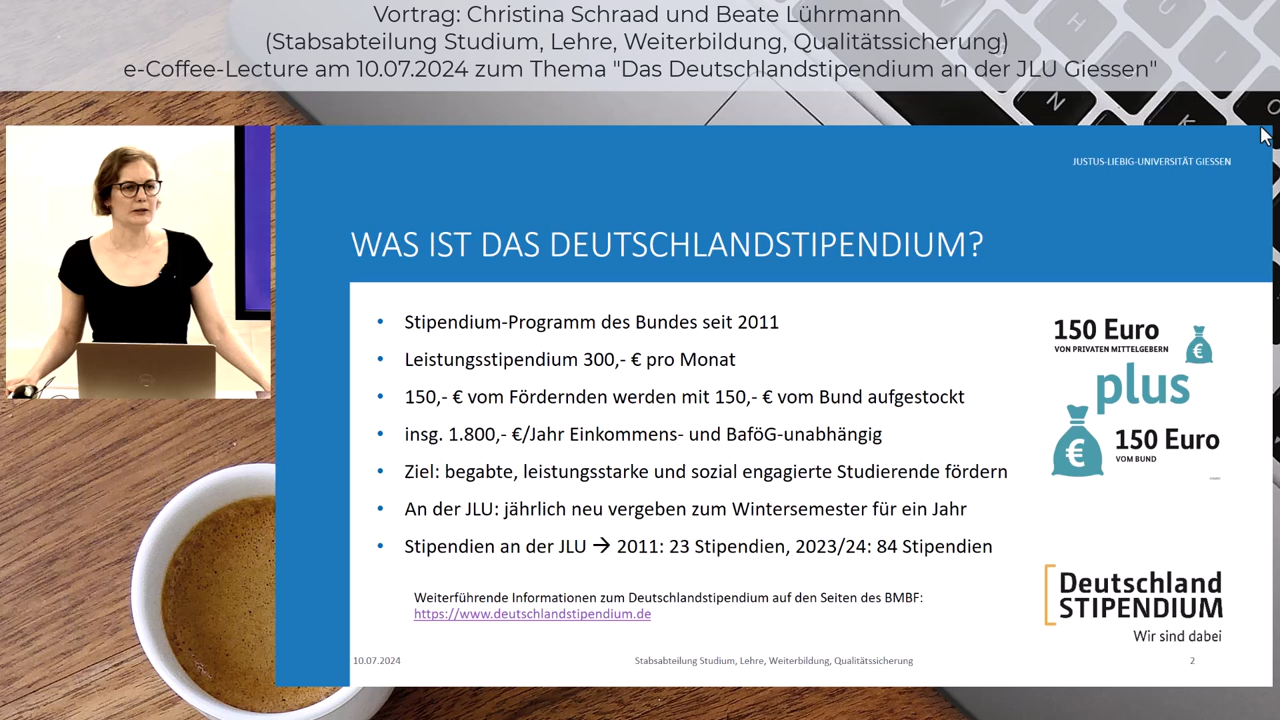 Vortrag: Christina Schraad und Beate Lührmann
(Stabsabteilung Studium, Lehre, Weiterbildung, Qualitätssicherung)
e-Coffee-Lecture am 10.07.2024 zum Thema "Das Deutschlandstipendium an der JLU Giessen"
JUSTUS-LIEBIG-UNIVERSITÄT GIESSEN
WAS IST DAS DEUTSCHLANDSTIPENDIUM?
• Stipendium-Programm des Bundes seit 2011
• Leistungsstipendium 300,- € pro Monat
• 150,- € vom Fördernden werden mit 150,- € vom Bund aufgestockt
• insg. 1.800,- €/Jahr Einkommens- und BaföG-unabhängig
• Ziel: begabte, leistungsstarke und sozial engagierte Studierende fördern
• An der JLU: jährlich neu vergeben zum Wintersemester für ein Jahr
• Stipendien an der JLU → 2011: 23 Stipendien, 2023/24: 84 Stipendien
Weiterführende Informationen zum Deutschlandstipendium auf den Seiten des BMBF:
https://www.deutschlandstipendium.de
150 Euro
VON PRIVATEN MITTELGEBERN
€
plus
€
150 Euro
VOM BUND
Deutschland
STIPENDIUM
Wir sind dabei
10.07.2024
Stabsabteilung Studium, Lehre, Weiterbildung, Qualitätssicherung
2